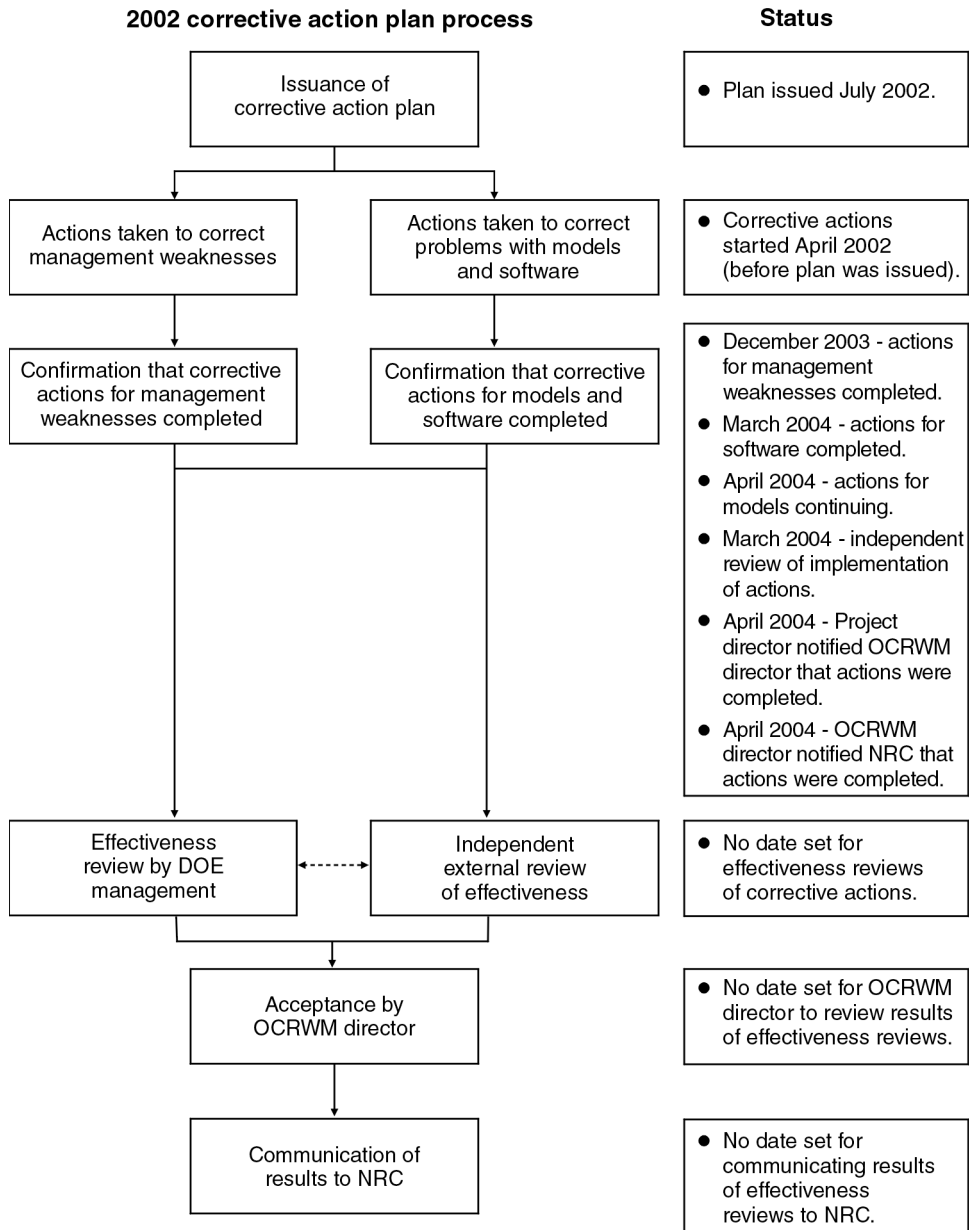 2002 corrective action plan process
Status
Issuance of
corrective action plan
● Plan issued July 2002.
Actions taken to correct
management weaknesses
Actions taken to correct
problems with models
and software
● Corrective actions
started April 2002
(before plan was issued).
Confirmation that corrective
actions for management
weaknesses completed
Confirmation that corrective
actions for models and
software completed
● December 2003 - actions
for management
weaknesses completed.
● March 2004 - actions for
software completed.
● April 2004 - actions for
models continuing.
● March 2004 - independent
review of implementation
of actions.
● April 2004 - Project
director notified OCRWM
director that actions were
completed.
● April 2004 - OCRWM
director notified NRC that
actions were completed.
Effectiveness
review by DOE
management
Independent
external review
of effectiveness
● No date set for
effectiveness reviews
of corrective actions.
Acceptance by
OCRWM director
● No date set for OCRWM
director to review results
of effectiveness reviews.
Communication of
results to NRC
● No date set for
communicating results
of effectiveness
reviews to NRC.